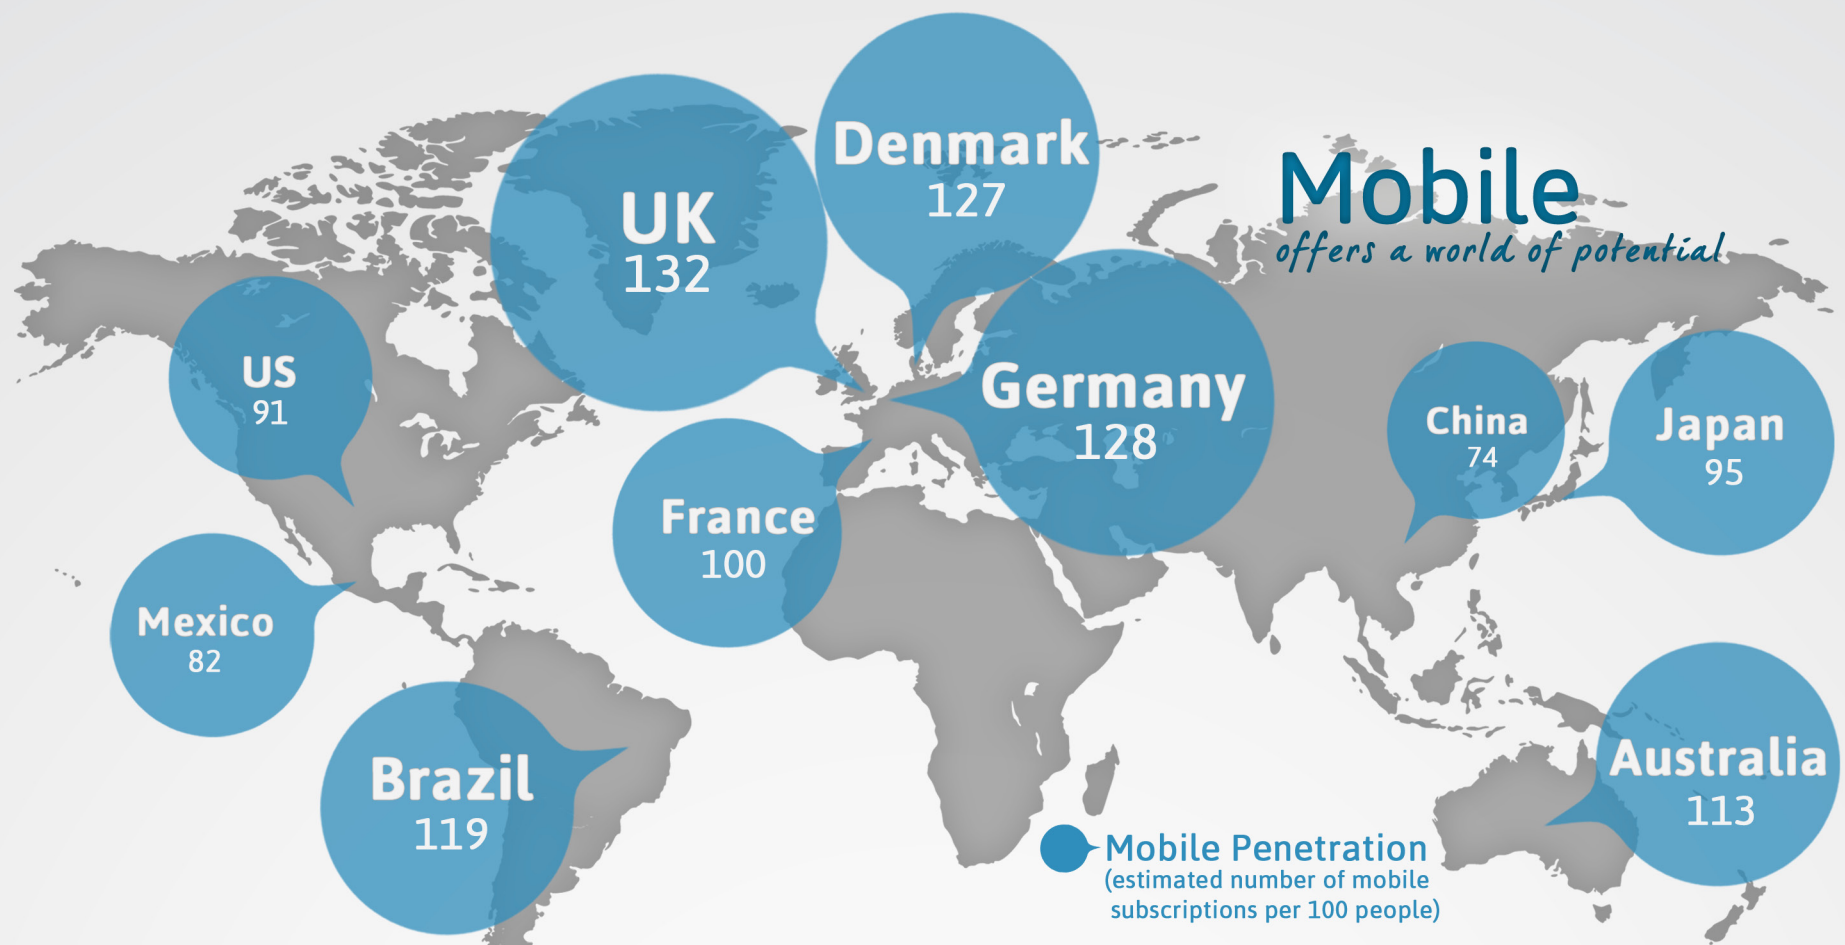 Mobile
offers a world of potential
Denmark
127
UK
132
Germany
128
US
91
China
74
Japan
95
France
100
Mexico
82
Brazil
119
Australia
113
Mobile Penetration
(estimated number of mobile
subscriptions per 100 people)